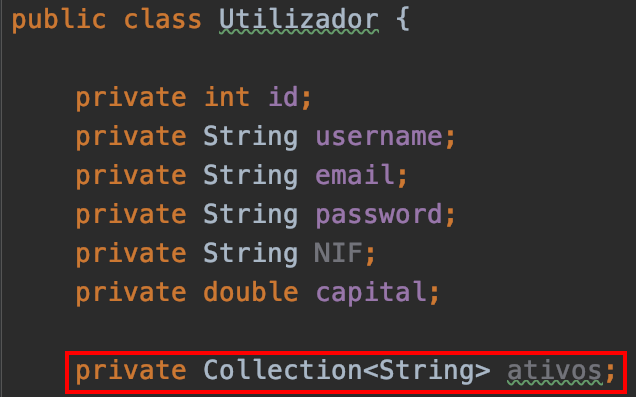 public class Utilizador {
private int id;
private String username;
private String email;
private String password;
private String NIF;
private double capital;
private Collection<String> ativos;